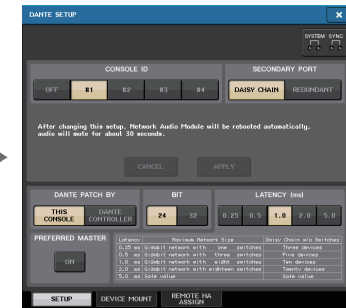 DANTE SETUP
SYSTEM SYNC
CONSOLE ID
SECONDARY PORT
OFF #1 #2 #3 #4 DAISY CHAIN REDUNDANT
After changing this setup, Network Audio Module will be rebooted automatically,
audio will mute for about 30 seconds.
CANCEL APPLY
DANTE PATCH BY
BIT
LATENCY (ms)
THIS CONSOLE
DANTE CONTROLLER
24 32
0.25 0.5 1.0 2.0 5.0
PREFERRED MASTER
ON
Latency Maximum Network Size Daisy Chain w/o Switches
0.25 ms Gigabit network with one switches Three devices
0.5 ms Gigabit network with three switches Five devices
1.0 ms Gigabit network with eight switches Ten devices
2.0 ms Gigabit network with eighteen switches Twenty devices
5.0 ms Safe value Safe value
SETUP
DEVICE MOUNT
REMOTE HA ASSIGN